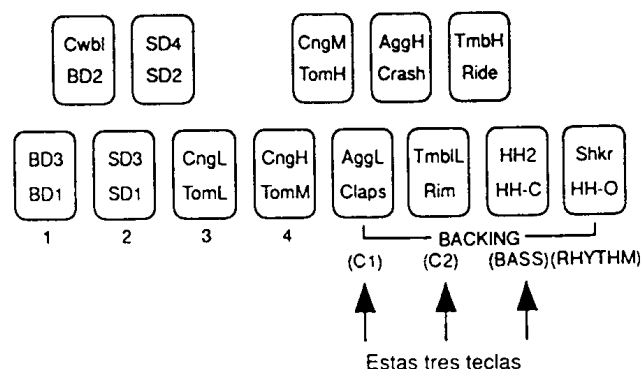 Cwbl SD4 CngM AggH TmbH
BD2 SD2 TomH Crash Ride
BD3 SD3 CngL CngH AggL TmblL HH2 Shkr
BD1 SD1 TomL TomM Claps Rim HH-C HH-O
1 2 3 4 BACKING
(C1) (C2) (BASS) (RHYTHM)
Estas tres teclas